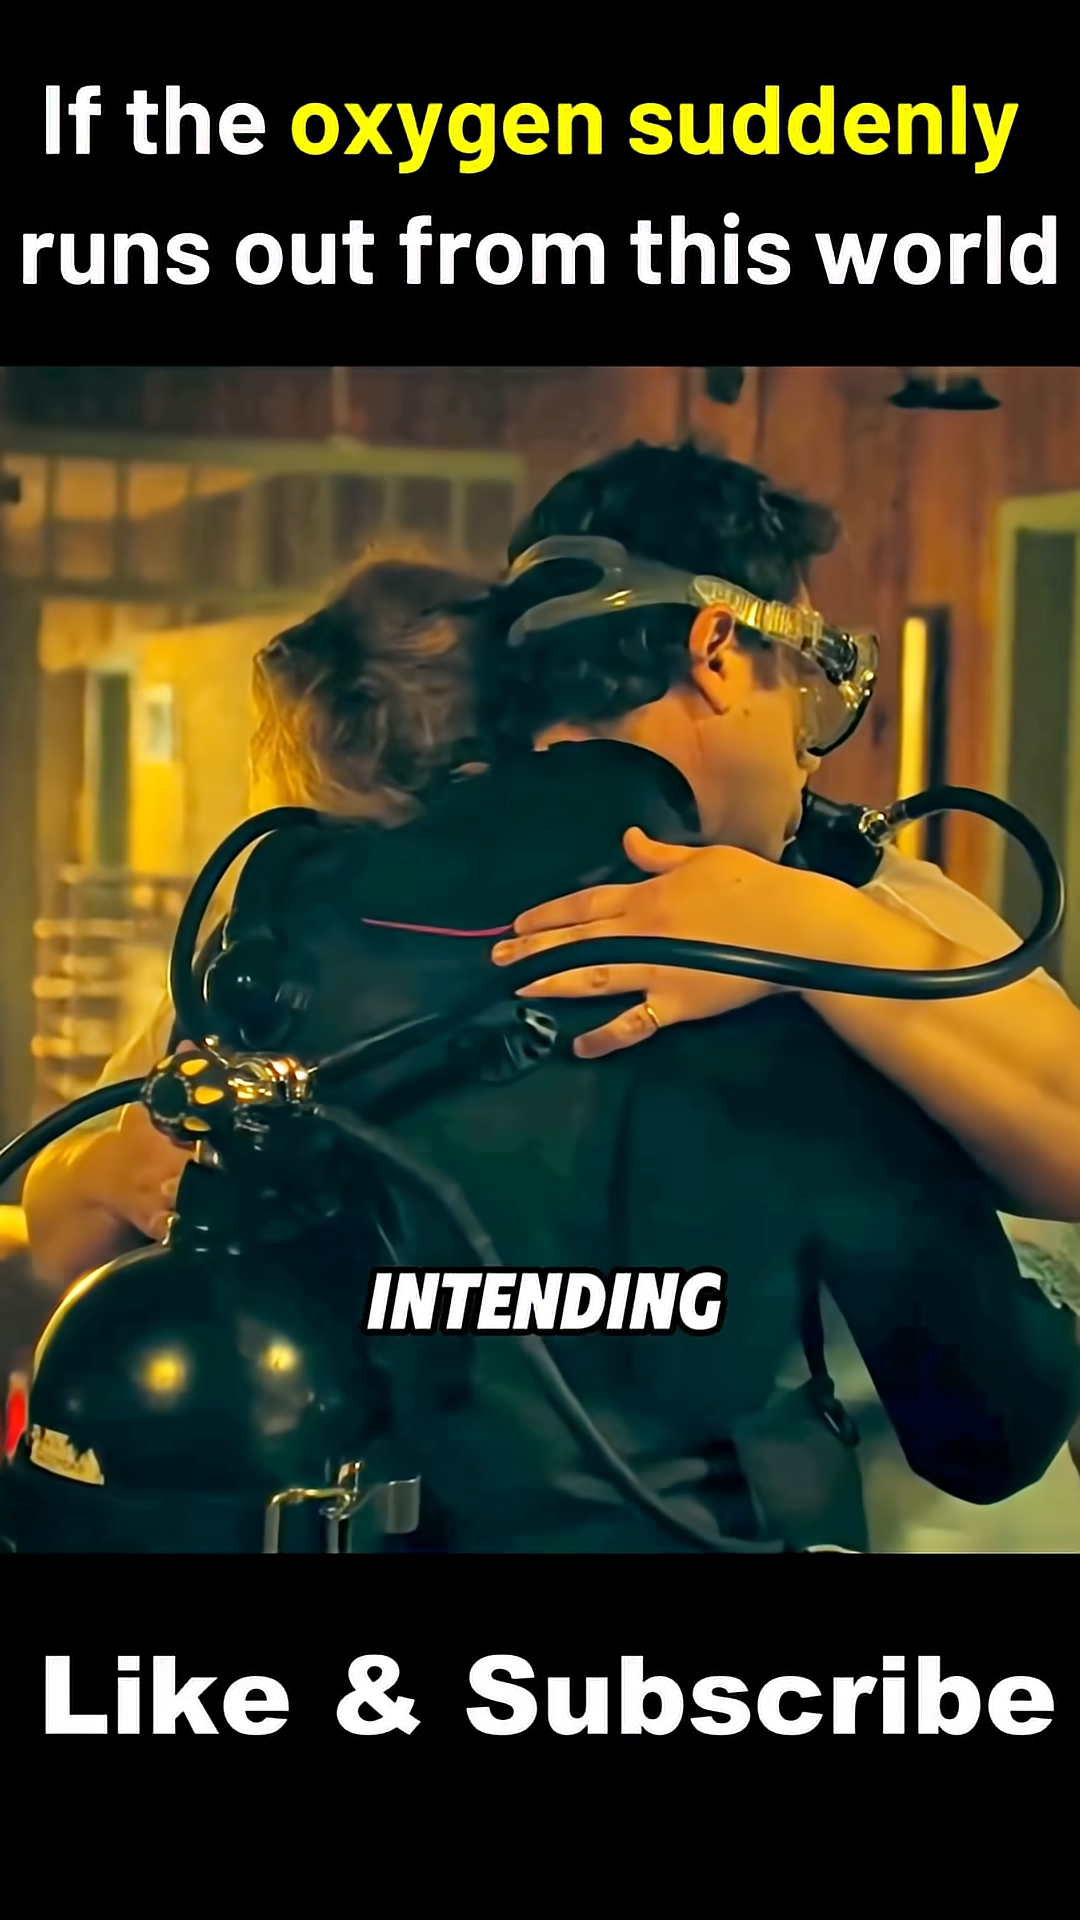 If the oxygen suddenly
runs out from this world
INTENDING
Like & Subscribe